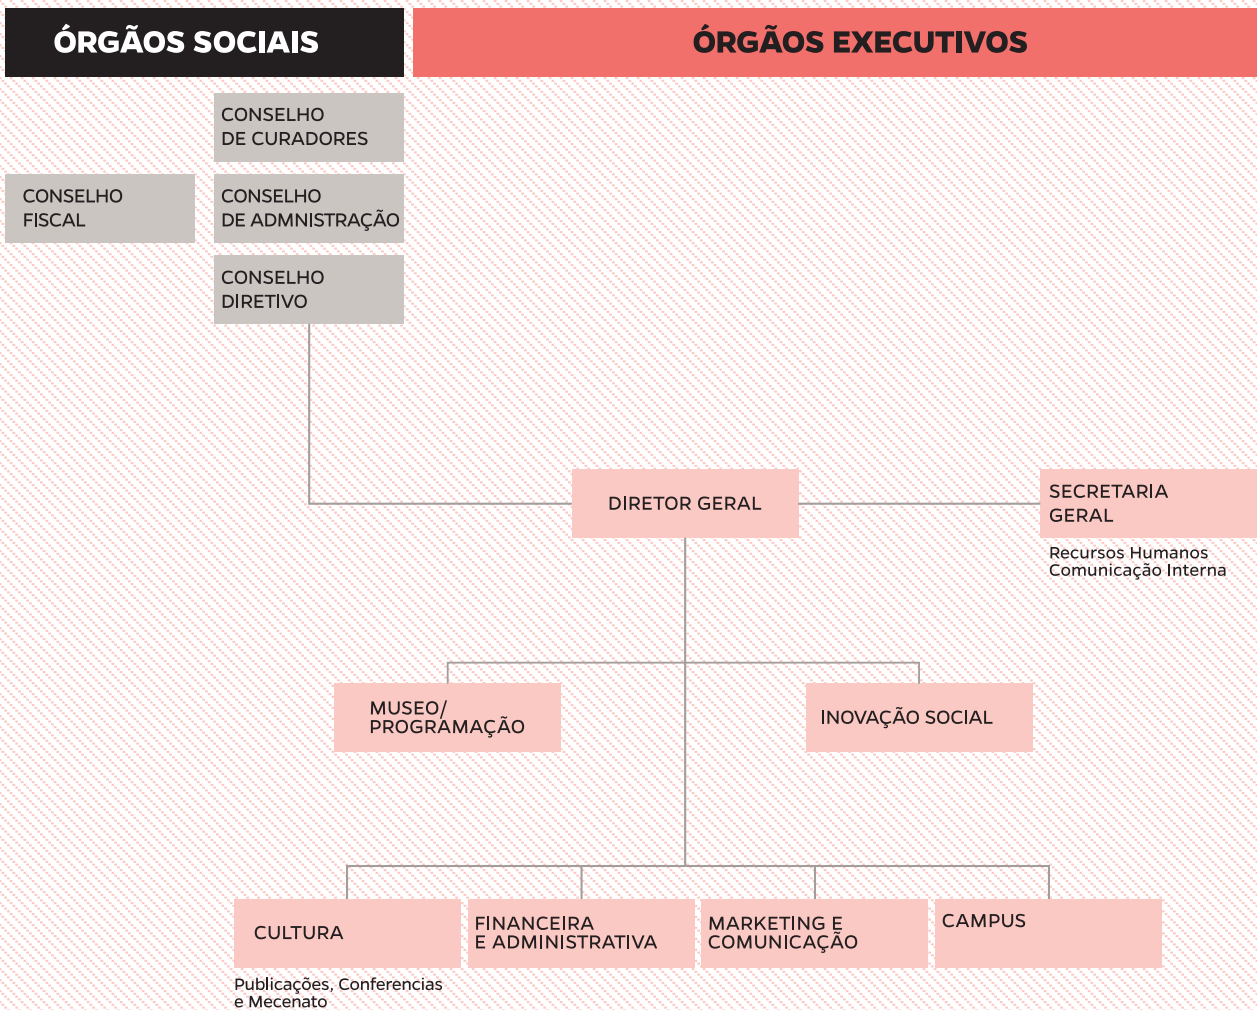 ÓRGÃOS SOCIAIS
ÓRGÃOS EXECUTIVOS
CONSELHO
DE CURADORES
CONSELHO
FISCAL
CONSELHO
DE ADMNISTRAÇÃO
CONSELHO
DIRETIVO
DIRETOR GERAL
SECRETARIA
GERAL
Recursos Humanos
Comunicação Interna
MUSEO/
PROGRAMAÇÃO
INOVAÇÃO SOCIAL
CULTURA
Publicações, Conferencias
e Mecenato
FINANCEIRA
E ADMINISTRATIVA
MARKETING E
COMUNICAÇÃO
CAMPUS